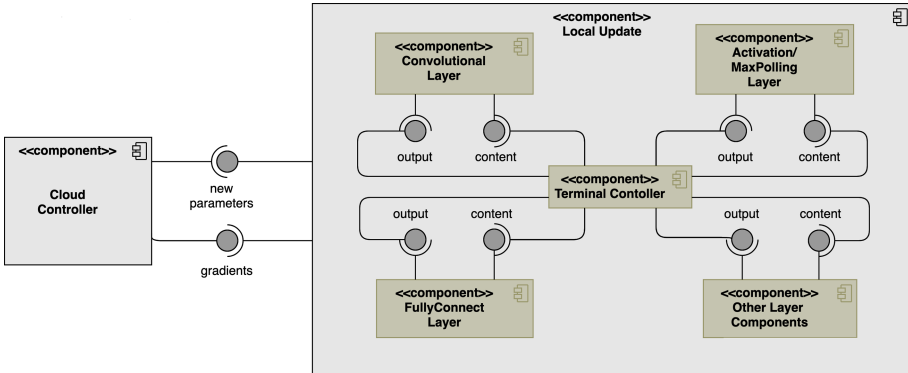 <<component>>
Cloud
Controller
new
parameters
gradients
<<component>>
Local Update
<<component>>
Convolutional
Layer
output
content
<<component>>
Activation/
MaxPolling
Layer
output
content
<<component>>
Terminal Contoller
output
content
<<component>>
FullyConnect
Layer
output
content
<<component>>
Other Layer
Components